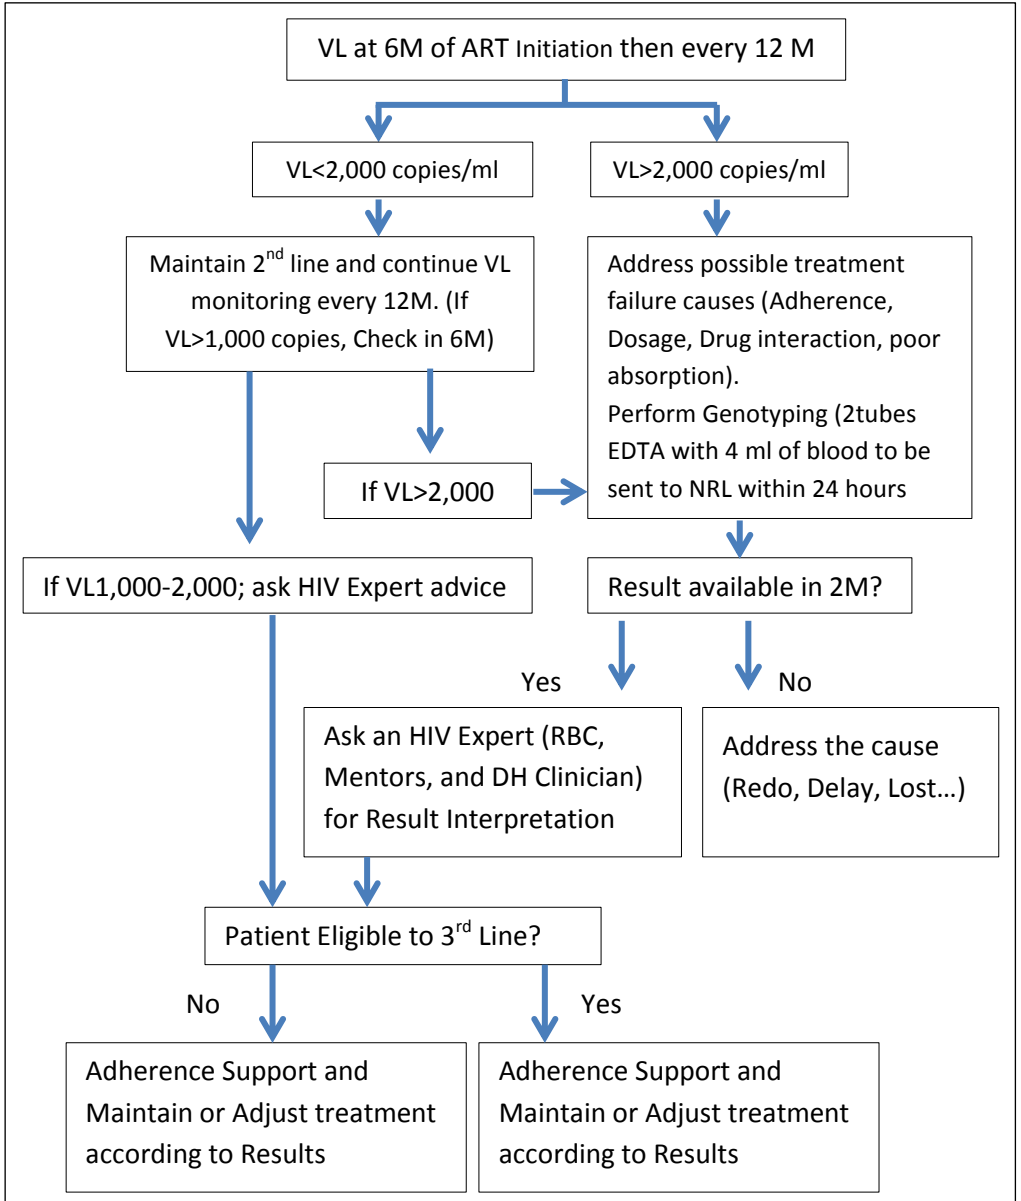 VL at 6M of ART Initiation then every 12 M
VL<2,000 copies/ml
VL>2,000 copies/ml
Maintain 2nd line and continue VL
monitoring every 12M. (If
VL>1,000 copies, Check in 6M)
Address possible treatment
failure causes (Adherence,
Dosage, Drug interaction, poor
absorption).
Perform Genotyping (2tubes
EDTA with 4 ml of blood to be
sent to NRL within 24 hours
If VL>2,000
If VL1,000-2,000; ask HIV Expert advice
Result available in 2M?
Yes
No
Ask an HIV Expert (RBC,
Mentors, and DH Clinician)
for Result Interpretation
Address the cause
(Redo, Delay, Lost...)
Patient Eligible to 3rd Line?
No
Yes
Adherence Support and
Maintain or Adjust treatment
according to Results
Adherence Support and
Maintain or Adjust treatment
according to Results